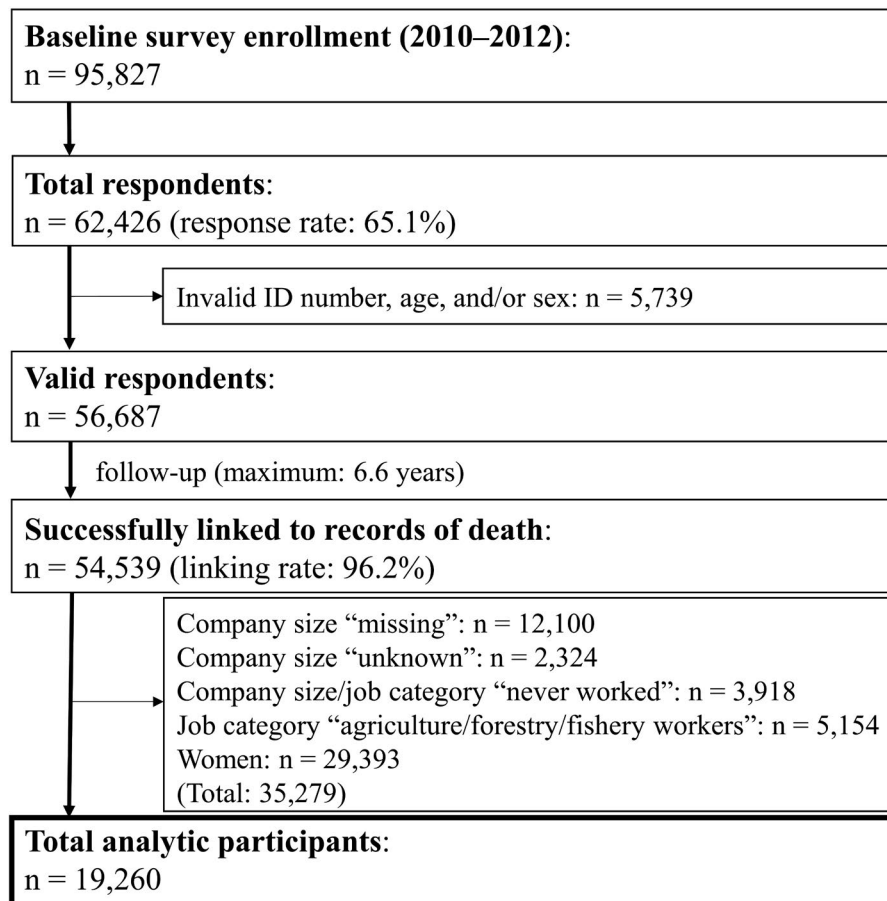 Baseline survey enrollment (2010–2012):
n = 95,827
Total respondents:
n = 62,426 (response rate: 65.1%)
Invalid ID number, age, and/or sex: n = 5,739
Valid respondents:
n = 56,687
follow-up (maximum: 6.6 years)
Successfully linked to records of death:
n = 54,539 (linking rate: 96.2%)
Company size “missing”: n = 12,100
Company size “unknown”: n = 2,324
Company size/job category “never worked”: n = 3,918
Job category “agriculture/forestry/fishery workers”: n = 5,154
Women: n = 29,393
(Total: 35,279)
Total analytic participants:
n = 19,260